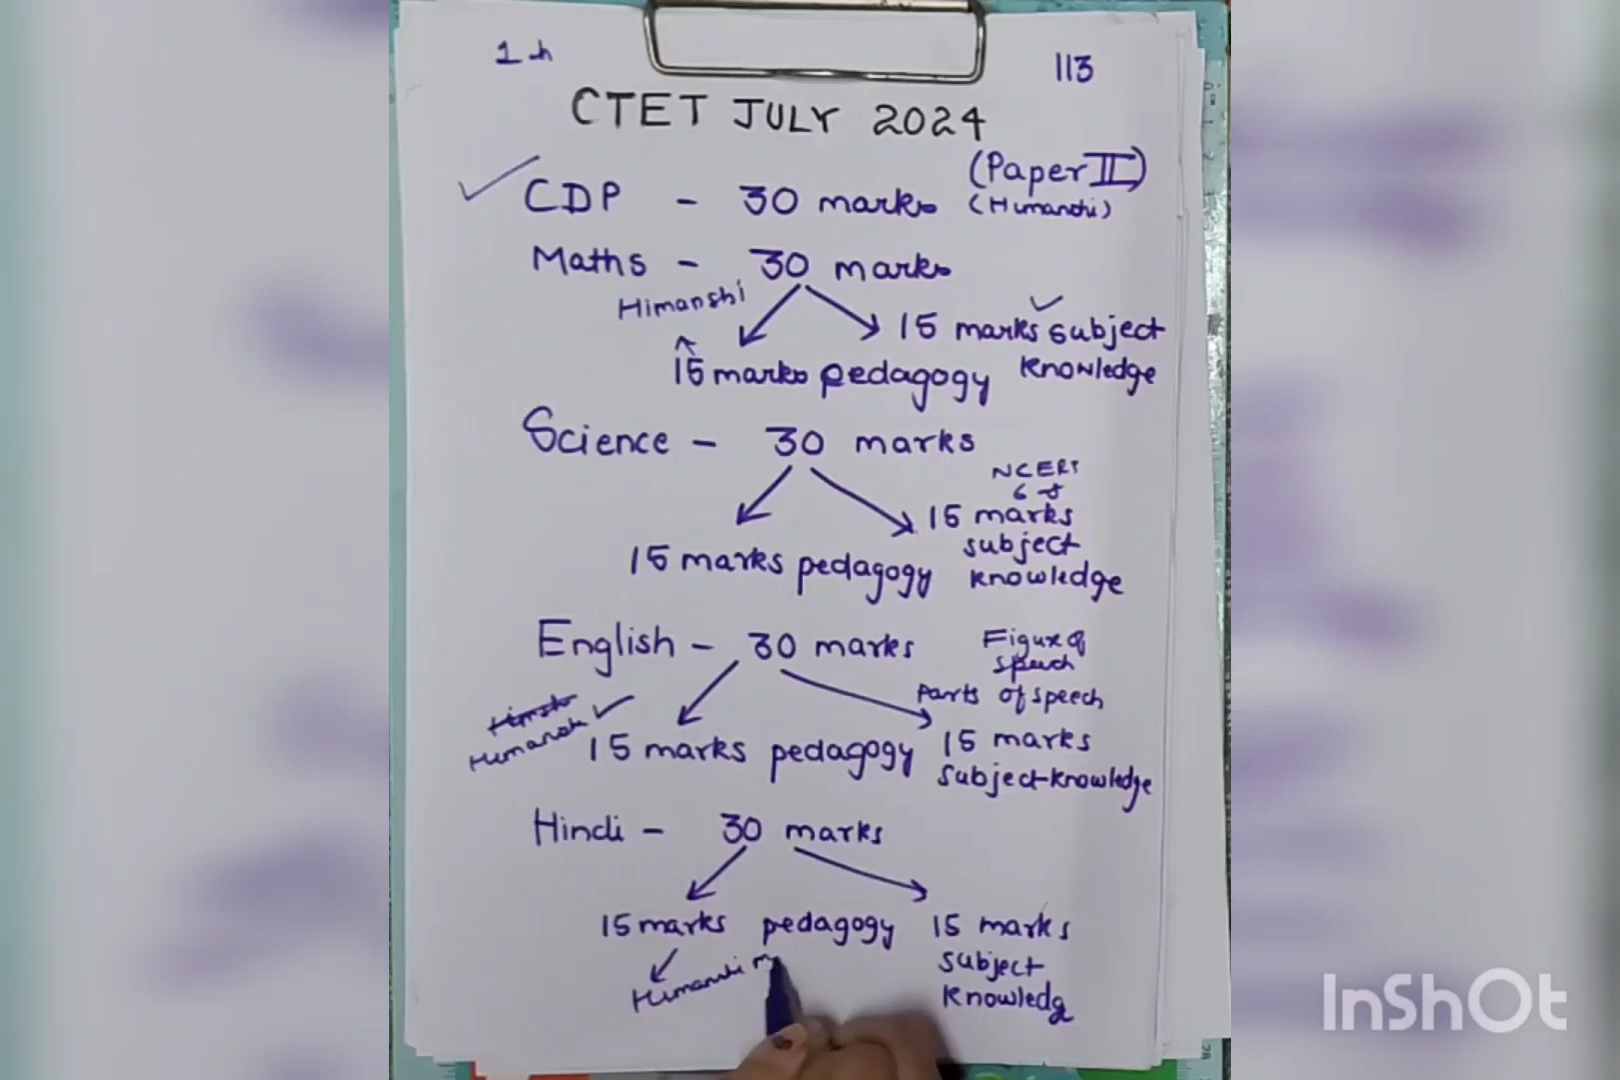 1 h
113
CTET JULY 2024
(Paper II)
CDP - 30 marks (Himanshi)
Maths - 30 marks
Himanshi
15 marks subject
knowledge
15 marks pedagogy
Science - 30 marks
NCERT
6-8
15 marks
subject
knowledge
15 marks pedagogy
English - 30 marks
Figure of
speech
Parts of speech
Himanshi
15 marks pedagogy
15 marks
subject knowledge
Hindi - 30 marks
15 marks pedagogy
15 marks
subject
knowledg
Himanshi m
InShOt